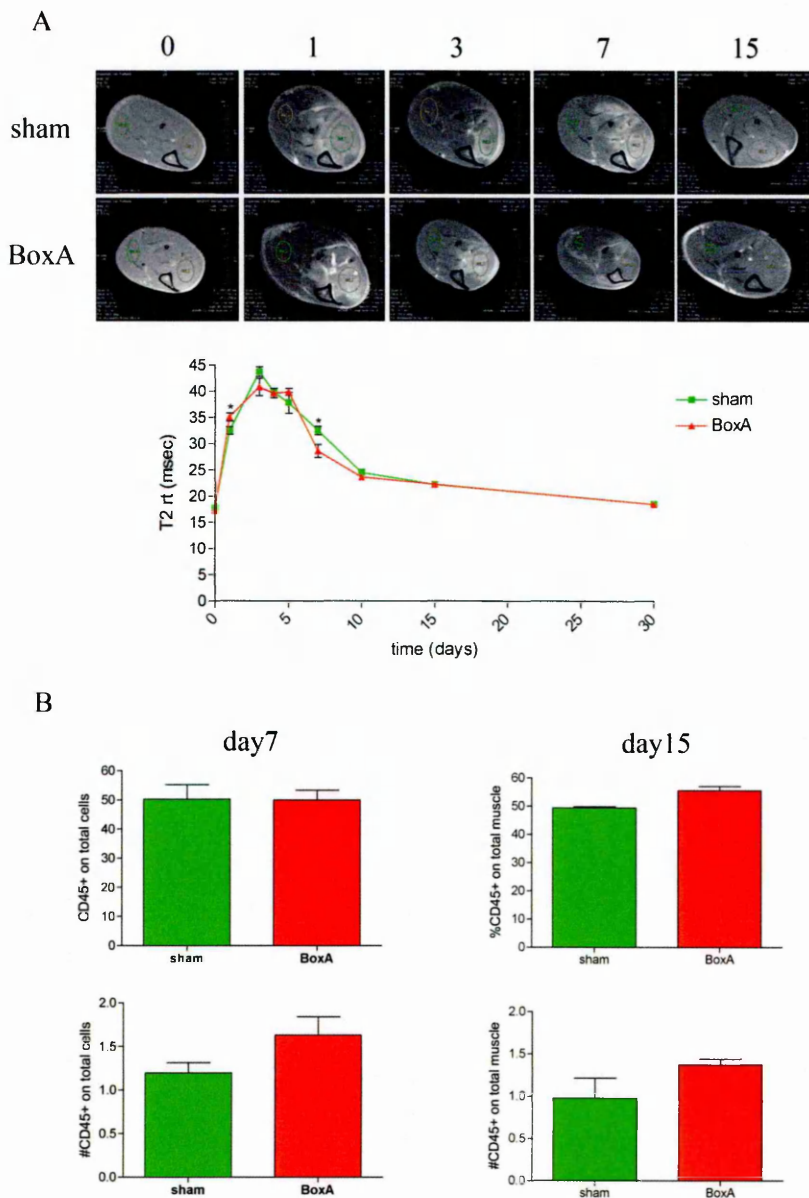 A
0 1 3 7 15
sham
BoxA
45
40
35
30
25
20
15
10
5
0
T2 rt (msec)
* *
sham
BoxA
0 5 10 15 20 25 30
time (days)
B
day7 day15
60
50
40
30
20
10
0
CD45+ on total cells
sham BoxA
60
50
40
30
20
10
0
%CD45+ on total muscle
sham BoxA
2.0
1.5
1.0
0.5
0.0
#CD45+ on total cells
sham BoxA
2.0
1.5
1.0
0.5
0.0
#CD45+ on total muscle
sham BoxA